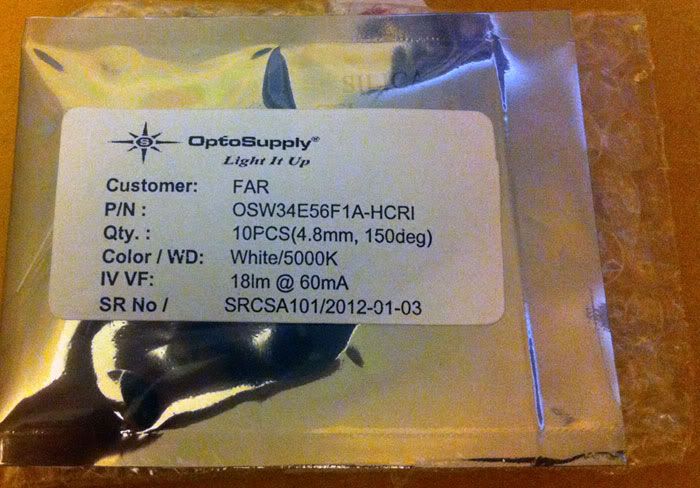 SILICA
S OptoSupply®
Light It Up
Customer: FAR
P/N : OSW34E56F1A-HCRI
Qty. : 10PCS(4.8mm, 150deg)
Color / WD: White/5000K
IV VF: 18lm @ 60mA
SR No / SRCSA101/2012-01-03